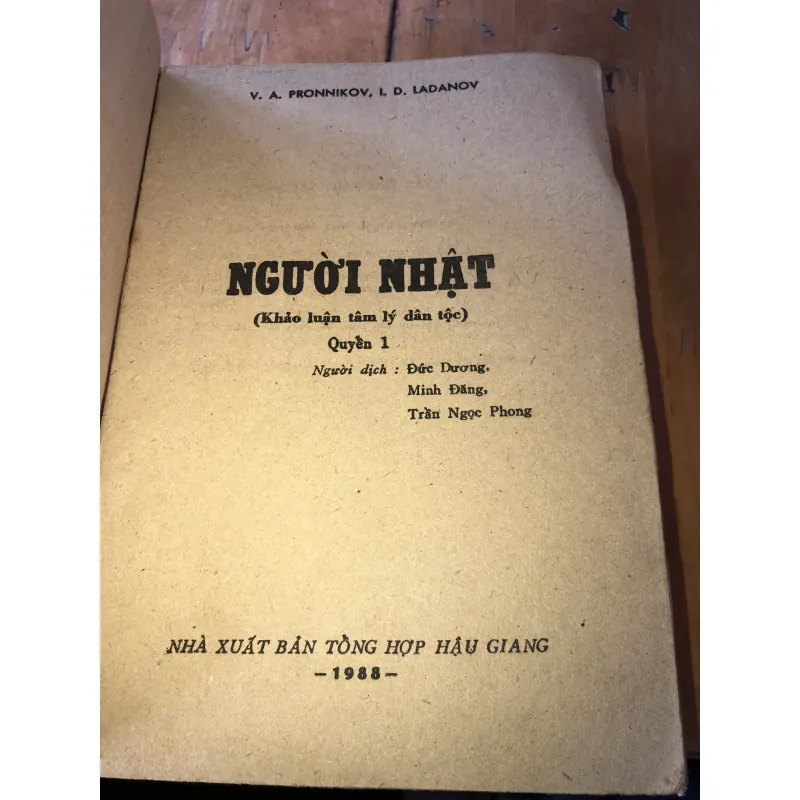 V. A. PRONNIKOV, I. D. LADANOV
NGƯỜI NHẬT
(Khảo luận tâm lý dân tộc)
Quyển 1
Người dịch : Đức Dương,
Minh Đăng,
Trần Ngọc Phong
NHÀ XUẤT BẢN TỔNG HỢP HẬU GIANG
– 1988 –